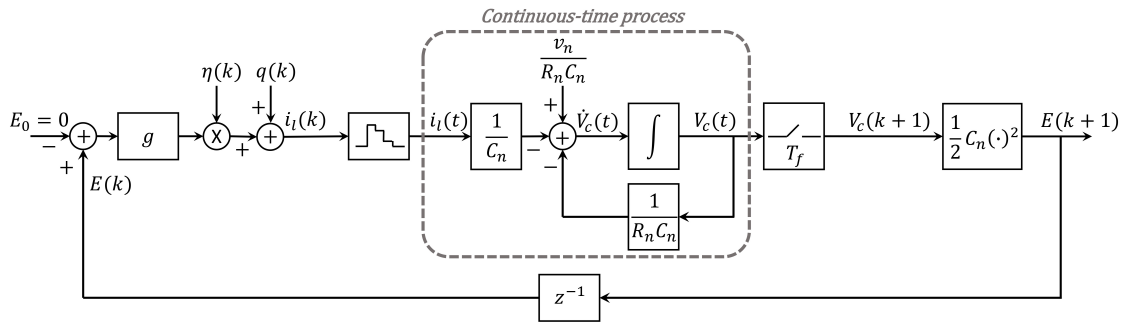 Continuous-time process
η(k)
q(k)
v_n
R_nC_n
E_0 = 0
−
+
+
g
X
+
+
+
i_l(k)
i_l(t)
1
C_n
−
+
+
−
V̇_c(t)
∫
V_c(t)
T_f
V_c(k + 1)
1
2
C_n(·)²
E(k + 1)
E(k)
1
R_nC_n
z⁻¹